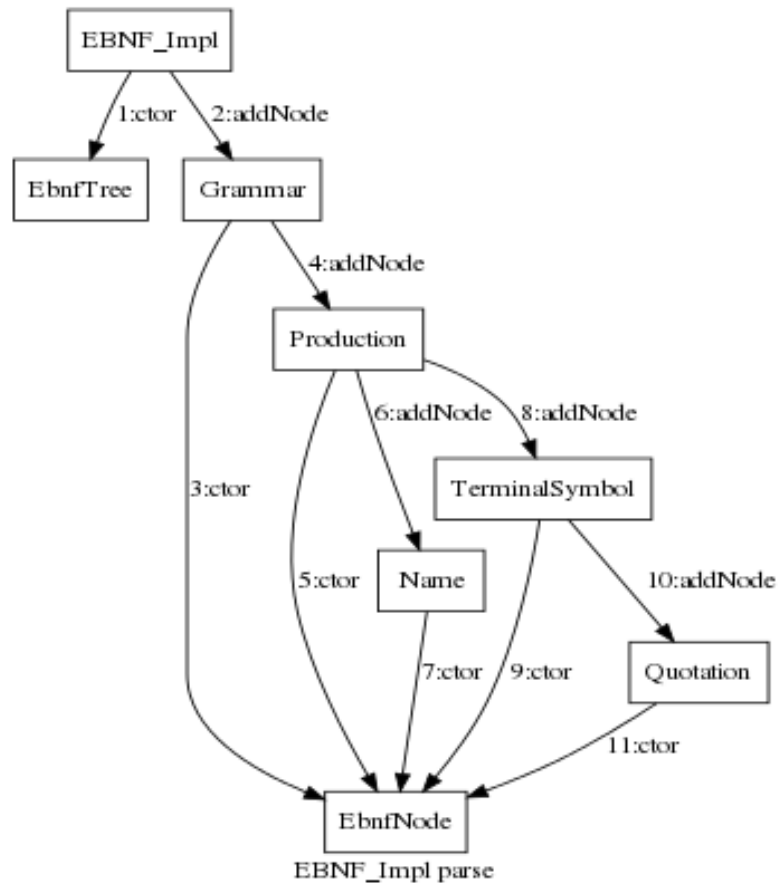 EBNF_Impl
1:ctor
2:addNode
EbnfTree
Grammar
4:addNode
Production
6:addNode
8:addNode
3:ctor
TerminalSymbol
5:ctor
Name
10:addNode
7:ctor
9:ctor
Quotation
11:ctor
EbnfNode
EBNF_Impl parse